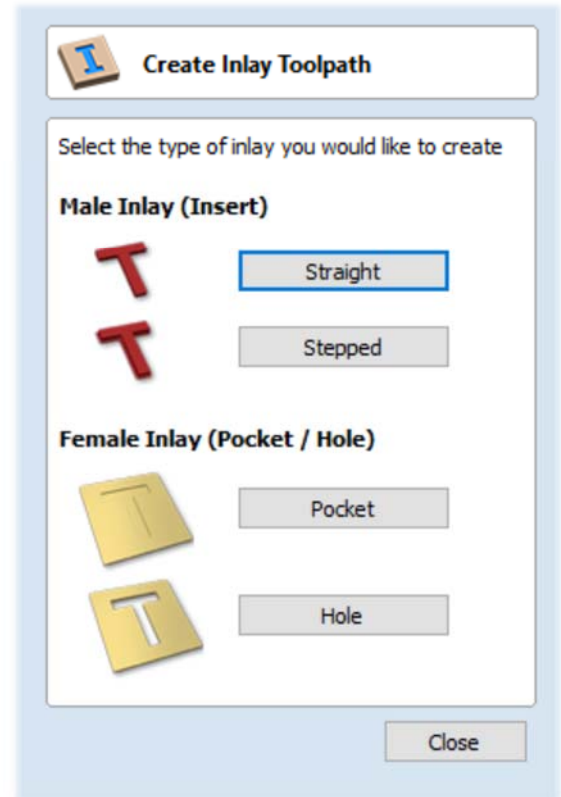 Create Inlay Toolpath
Select the type of inlay you would like to create
Male Inlay (Insert)
Straight
Stepped
Female Inlay (Pocket / Hole)
Pocket
Hole
Close